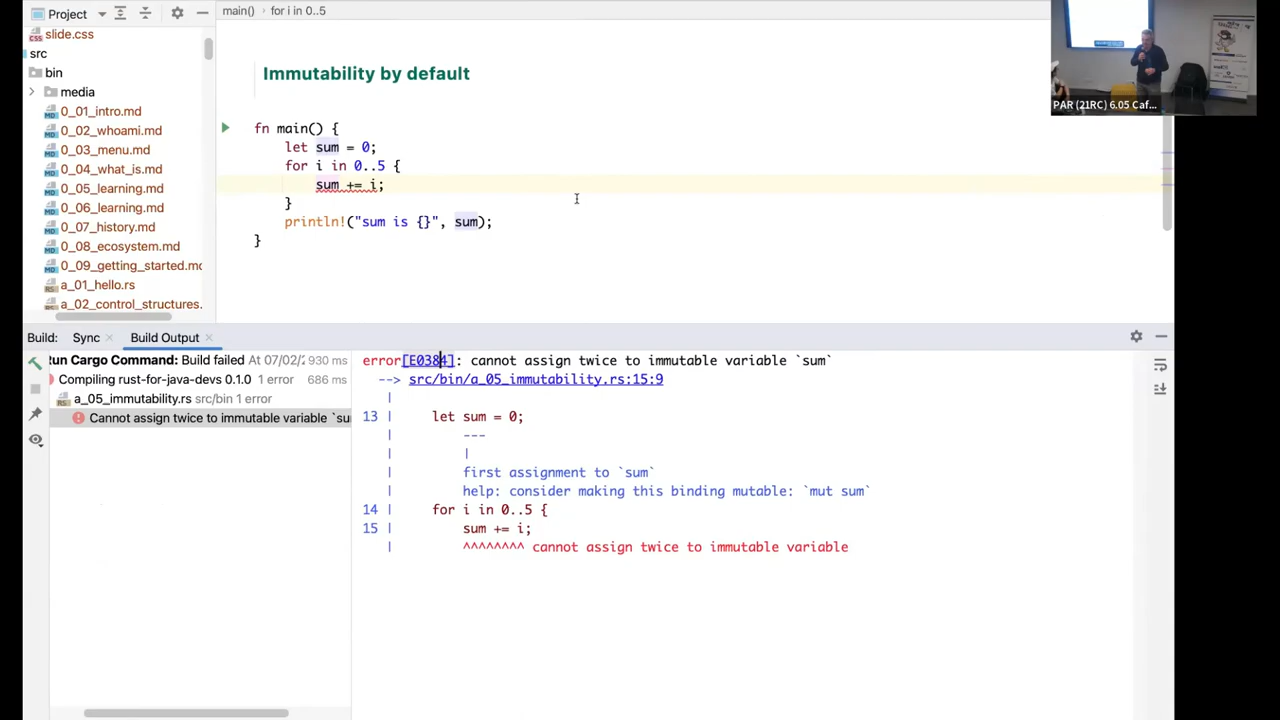 Project
main() › for i in 0..5
slide.css
src
bin
media
0_01_intro.md
0_02_whoami.md
0_03_menu.md
0_04_what_is.md
0_05_learning.md
0_06_learning.md
0_07_history.md
0_08_ecosystem.md
0_09_getting_started.md
a_01_hello.rs
a_02_control_structures.
Immutability by default
fn main() {
let sum = 0;
for i in 0..5 {
sum += i;
}
println!("sum is {}", sum);
}
PAR (21RC) 6.05 Caf...
Build: Sync × Build Output ×
Run Cargo Command: Build failed At 07/02/2 930 ms
Compiling rust-for-java-devs 0.1.0 1 error 686 ms
a_05_immutability.rs src/bin 1 error
Cannot assign twice to immutable variable `su
error[E0384]: cannot assign twice to immutable variable `sum`
--> src/bin/a_05_immutability.rs:15:9
|
13 | let sum = 0;
| ---
| |
| first assignment to `sum`
| help: consider making this binding mutable: `mut sum`
14 | for i in 0..5 {
15 | sum += i;
| ^^^^^^^^ cannot assign twice to immutable variable